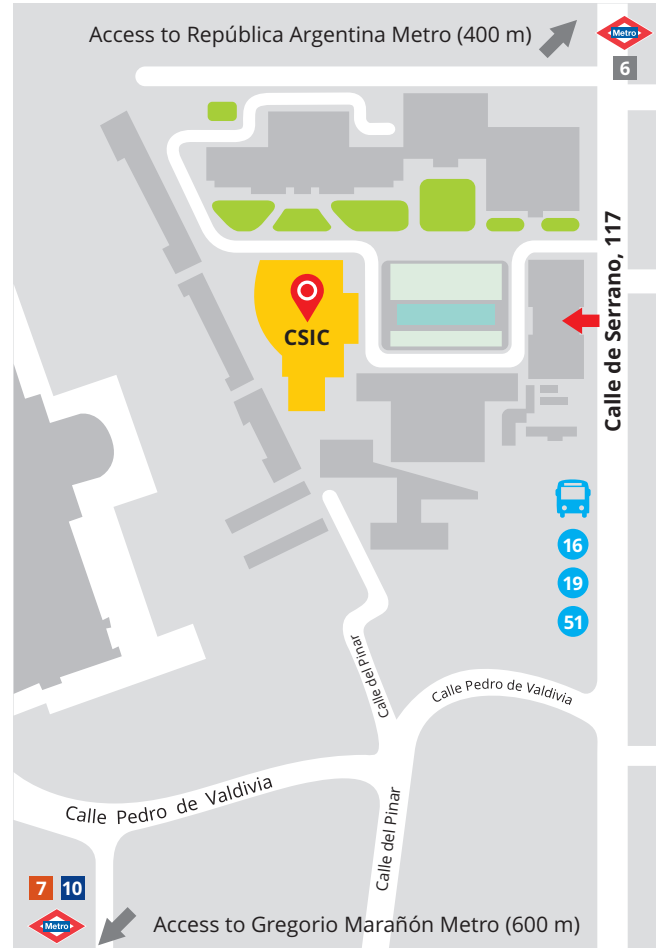 Access to República Argentina Metro (400 m)
Metro
6
Calle de Serrano, 117
CSIC
16
19
51
Calle del Pinar
Calle Pedro de Valdivia
Calle Pedro de Valdivia
Calle del Pinar
7 10
Metro
Access to Gregorio Marañón Metro (600 m)